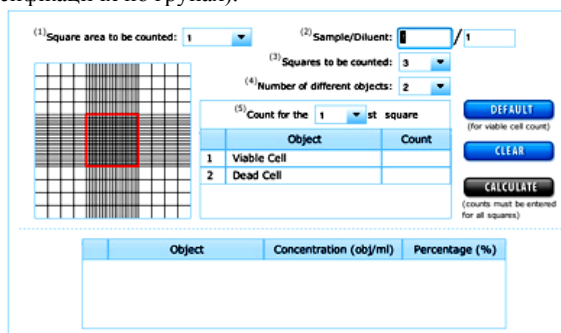 (1)Square area to be counted: 1
(2)Sample/Diluent: / 1
(3)Squares to be counted: 3
(4)Number of different objects: 2
(5)Count for the 1 st square
Object Count
1 Viable Cell
2 Dead Cell
DEFAULT
(for viable cell count)
CLEAR
CALCULATE
(counts must be entered
for all squares)
Object Concentration (obj/ml) Percentage (%)